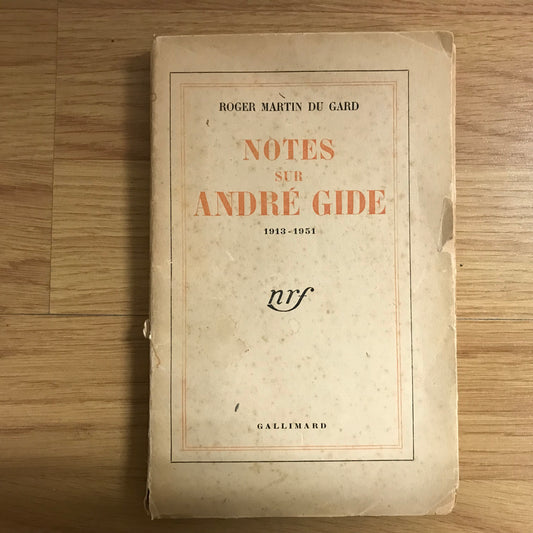 ROGER MARTIN DU GARD
NOTES
SUR
ANDRÉ GIDE
1913-1951
nrf
GALLIMARD